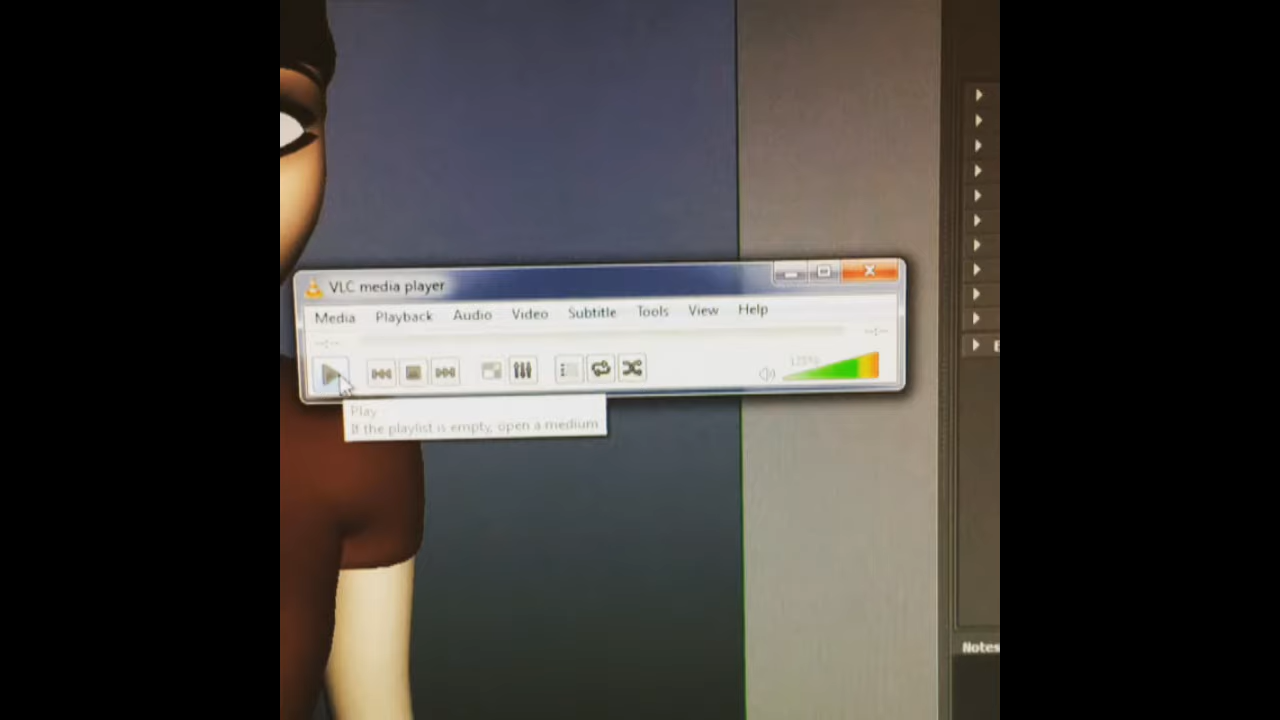 VLC media player
Media Playback Audio Video Subtitle Tools View Help
125%
Play
If the playlist is empty, open a medium
Notes